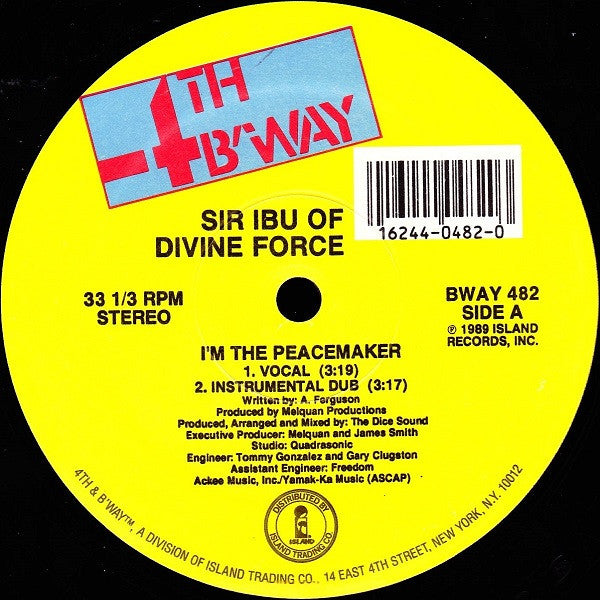 4TH
B'WAY
16244-0482-0
SIR IBU OF
DIVINE FORCE
33 1/3 RPM
STEREO
BWAY 482
SIDE A
℗ 1989 ISLAND
RECORDS, INC.
I'M THE PEACEMAKER
1. VOCAL (3:19)
2. INSTRUMENTAL DUB (3:17)
Written by: A. Ferguson
Produced by Melquan Productions
Produced, Arranged and Mixed by: The Dice Sound
Executive Producer: Melquan and James Smith
Studio: Quadrasonic
Engineer: Tommy Gonzalez and Gary Clugston
Assistant Engineer: Freedom
Ackee Music, Inc./Yamak-Ka Music (ASCAP)
DISTRIBUTED BY
ISLAND
ISLAND TRADING CO
4TH & B'WAY™, A DIVISION OF ISLAND TRADING CO., 14 EAST 4TH STREET, NEW YORK, N.Y. 10012